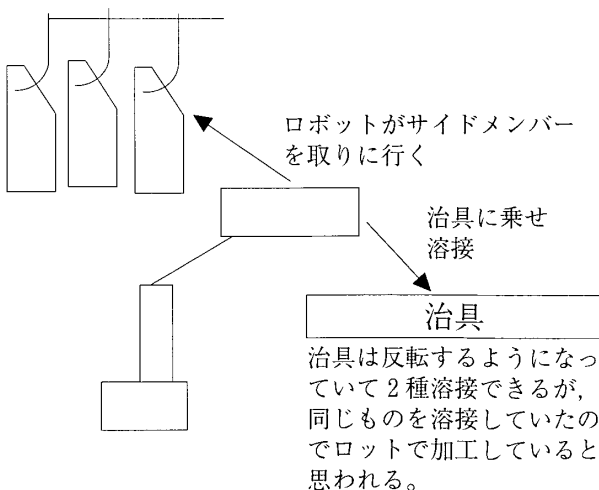 ロボットがサイドメンバー
を取りに行く
治具に乗せ
溶接
治具
治具は反転するようになっ
ていて2種溶接できるが,
同じものを溶接していたの
でロットで加工していると
思われる。